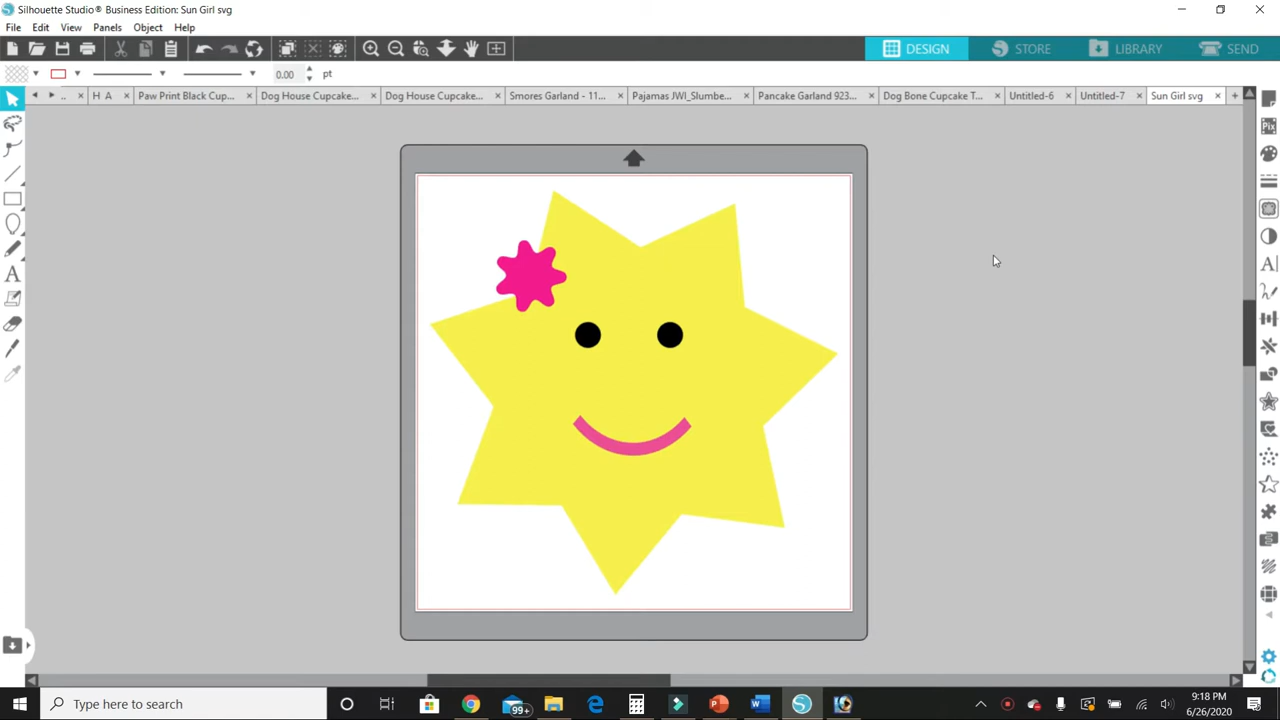 Silhouette Studio® Business Edition: Sun Girl svg
File Edit View Panels Object Help
DESIGN STORE LIBRARY SEND
0.00 pt
.. H A Paw Print Black Cup... Dog House Cupcake... Dog House Cupcake... Smores Garland - 11... Pajamas JWI_Slumbe... Pancake Garland 923... Dog Bone Cupcake T... Untitled-6 Untitled-7 Sun Girl svg
Pix
Type here to search
99+
9:18 PM
6/26/2020